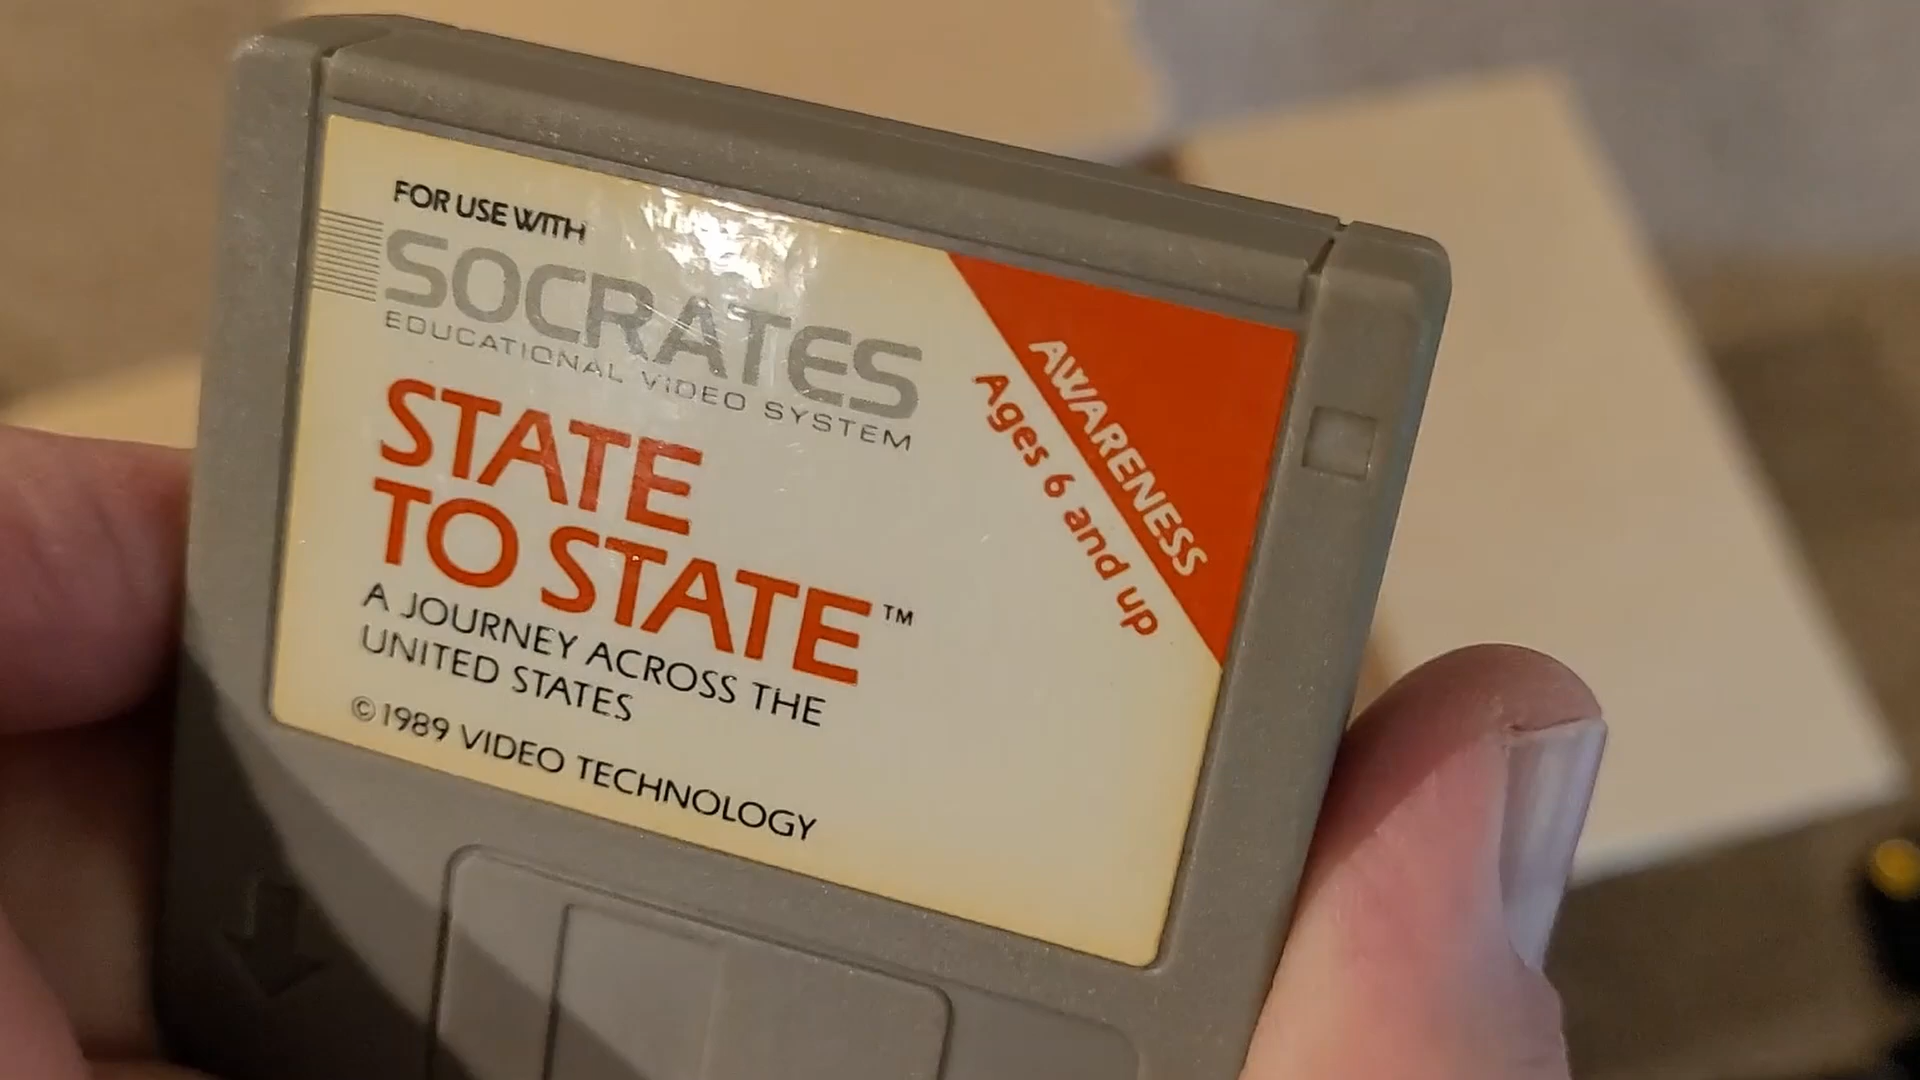 FOR USE WITH
SOCRATES
EDUCATIONAL VIDEO SYSTEM
STATE
TO STATE™
A JOURNEY ACROSS THE
UNITED STATES
©1989 VIDEO TECHNOLOGY
AWARENESS
Ages 6 and up